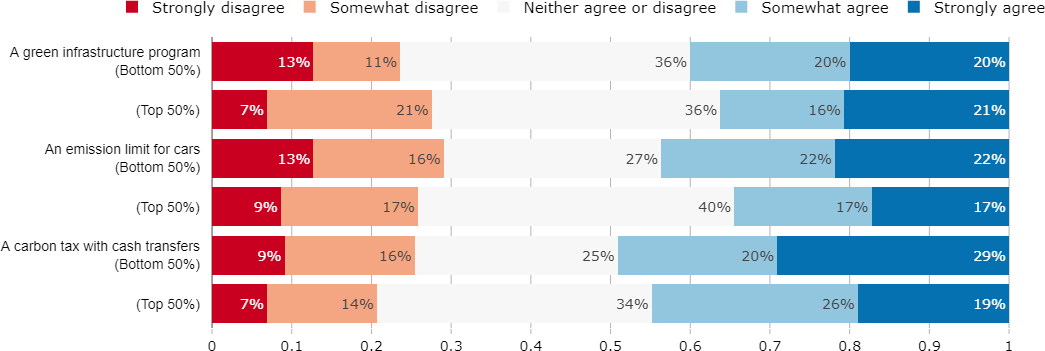 Strongly disagree Somewhat disagree Neither agree or disagree Somewhat agree Strongly agree
A green infrastructure program
(Bottom 50%)
13% 11% 36% 20% 20%
(Top 50%) 7% 21% 36% 16% 21%
An emission limit for cars
(Bottom 50%)
13% 16% 27% 22% 22%
(Top 50%) 9% 17% 40% 17% 17%
A carbon tax with cash transfers
(Bottom 50%)
9% 16% 25% 20% 29%
(Top 50%) 7% 14% 34% 26% 19%
0 0.1 0.2 0.3 0.4 0.5 0.6 0.7 0.8 0.9 1